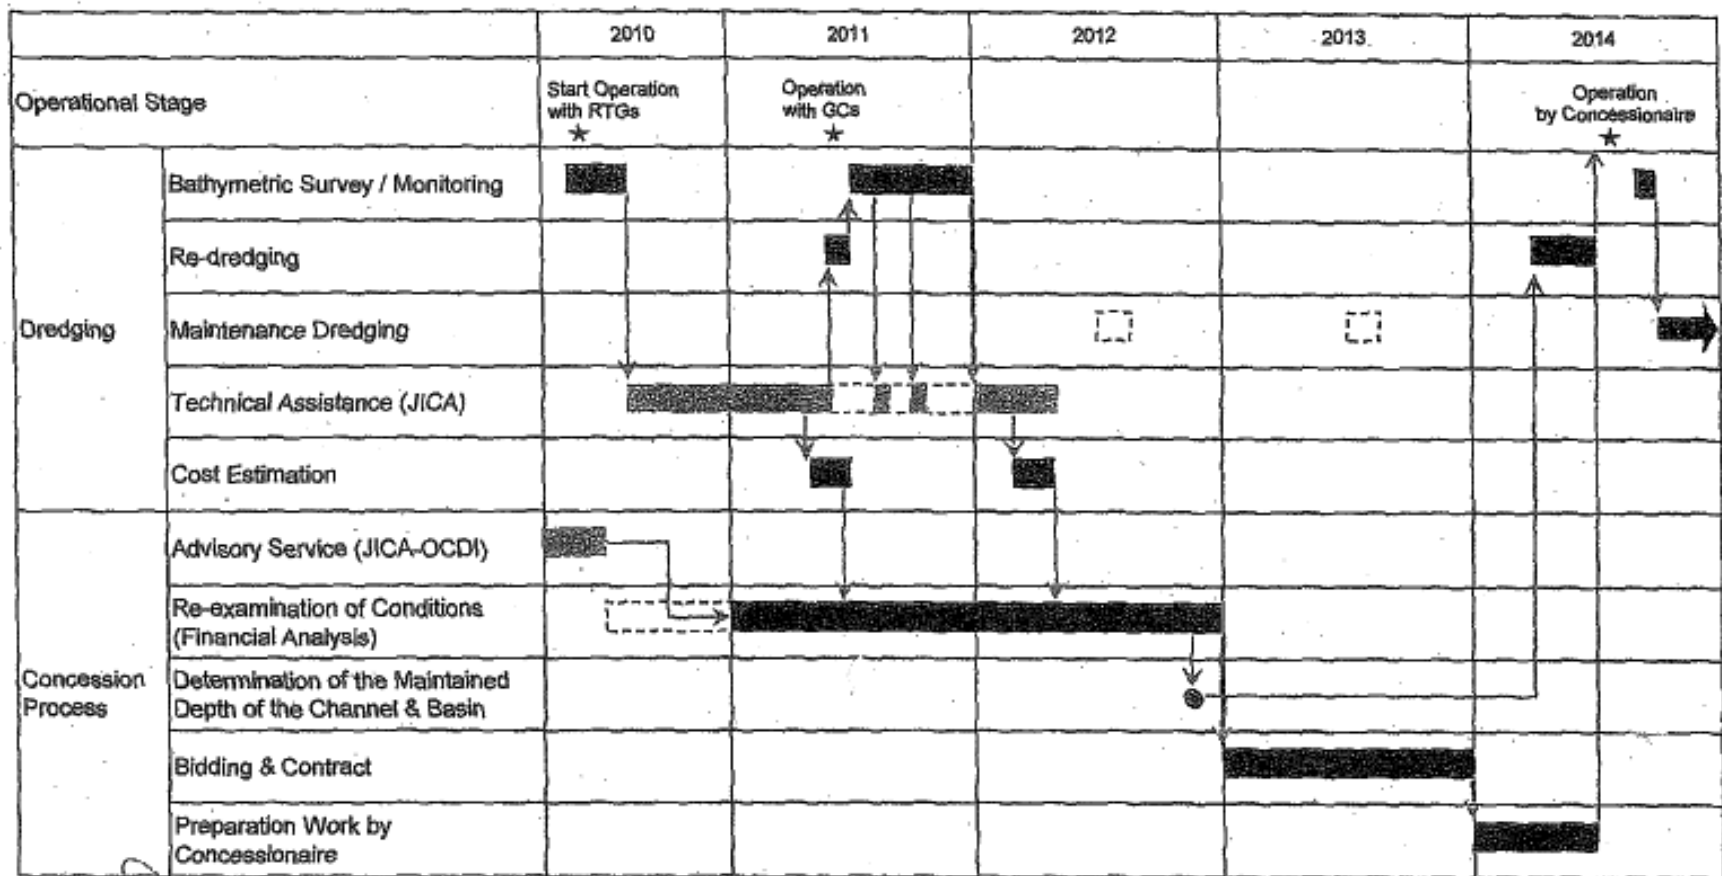 2010 2011 2012 2013 2014
Operational Stage
Start Operation
with RTGs
Operation
with GCs
Operation
by Concessionaire
Dredging
Bathymetric Survey / Monitoring
Re-dredging
Maintenance Dredging
Technical Assistance (JICA)
Cost Estimation
Concession
Process
Advisory Service (JICA-OCDI)
Re-examination of Conditions
(Financial Analysis)
Determination of the Maintained
Depth of the Channel & Basin
Bidding & Contract
Preparation Work by
Concessionaire